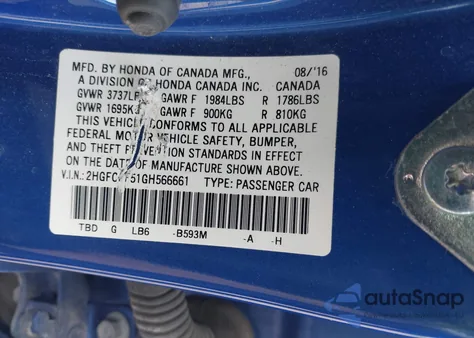 MFD. BY HONDA OF CANADA MFG., 08/'16
A DIVISION OF HONDA CANADA INC. CANADA
GVWR 3737LBS GAWR F 1984LBS R 1786LBS
GVWR 1695KG GAWR F 900KG R 810KG
THIS VEHICLE CONFORMS TO ALL APPLICABLE
FEDERAL MOTOR VEHICLE SAFETY, BUMPER,
AND THEFT PREVENTION STANDARDS IN EFFECT
ON THE DATE OF MANUFACTURE SHOWN ABOVE.
V.I.N.: TYPE: PASSENGER CAR
TBD G LB6 -B593M -A -H
autoSnap